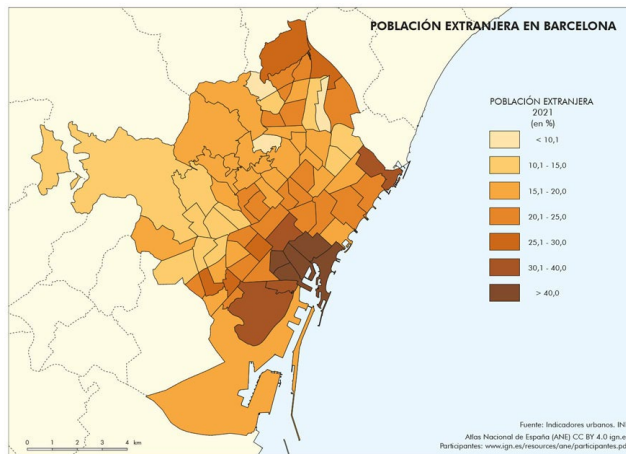 POBLACIÓN EXTRANJERA EN BARCELONA
POBLACIÓN EXTRANJERA
2021
(en %)
< 10,1
10,1 - 15,0
15,1 - 20,0
20,1 - 25,0
25,1 - 30,0
30,1 - 40,0
> 40,0
0 1 2 3 4 km
Fuente: Indicadores urbanos. IN
Atlas Nacional de España (ANE) CC BY 4.0 ign.e
Participantes: www.ign.es/resources/ane/participantes.pd